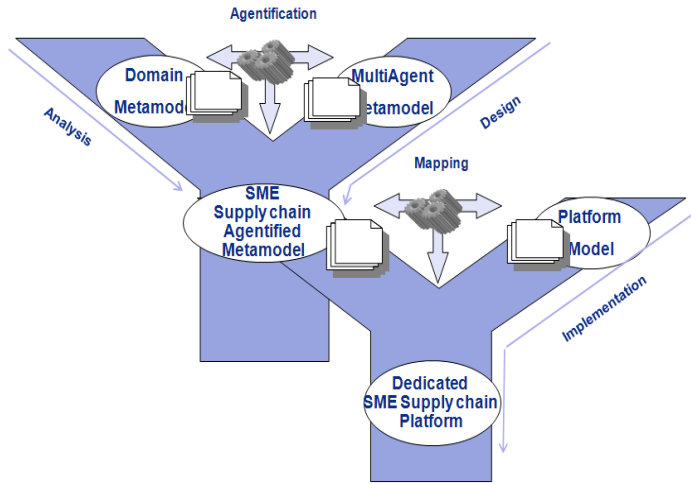 Agentification
Domain
Metamode
MultiAgent
etamodel
Analysis
Design
Mapping
SME
Supply chain
Agentified
Metamodel
Platform
Model
Implementation
Dedicated
SME Supply chain
Platform